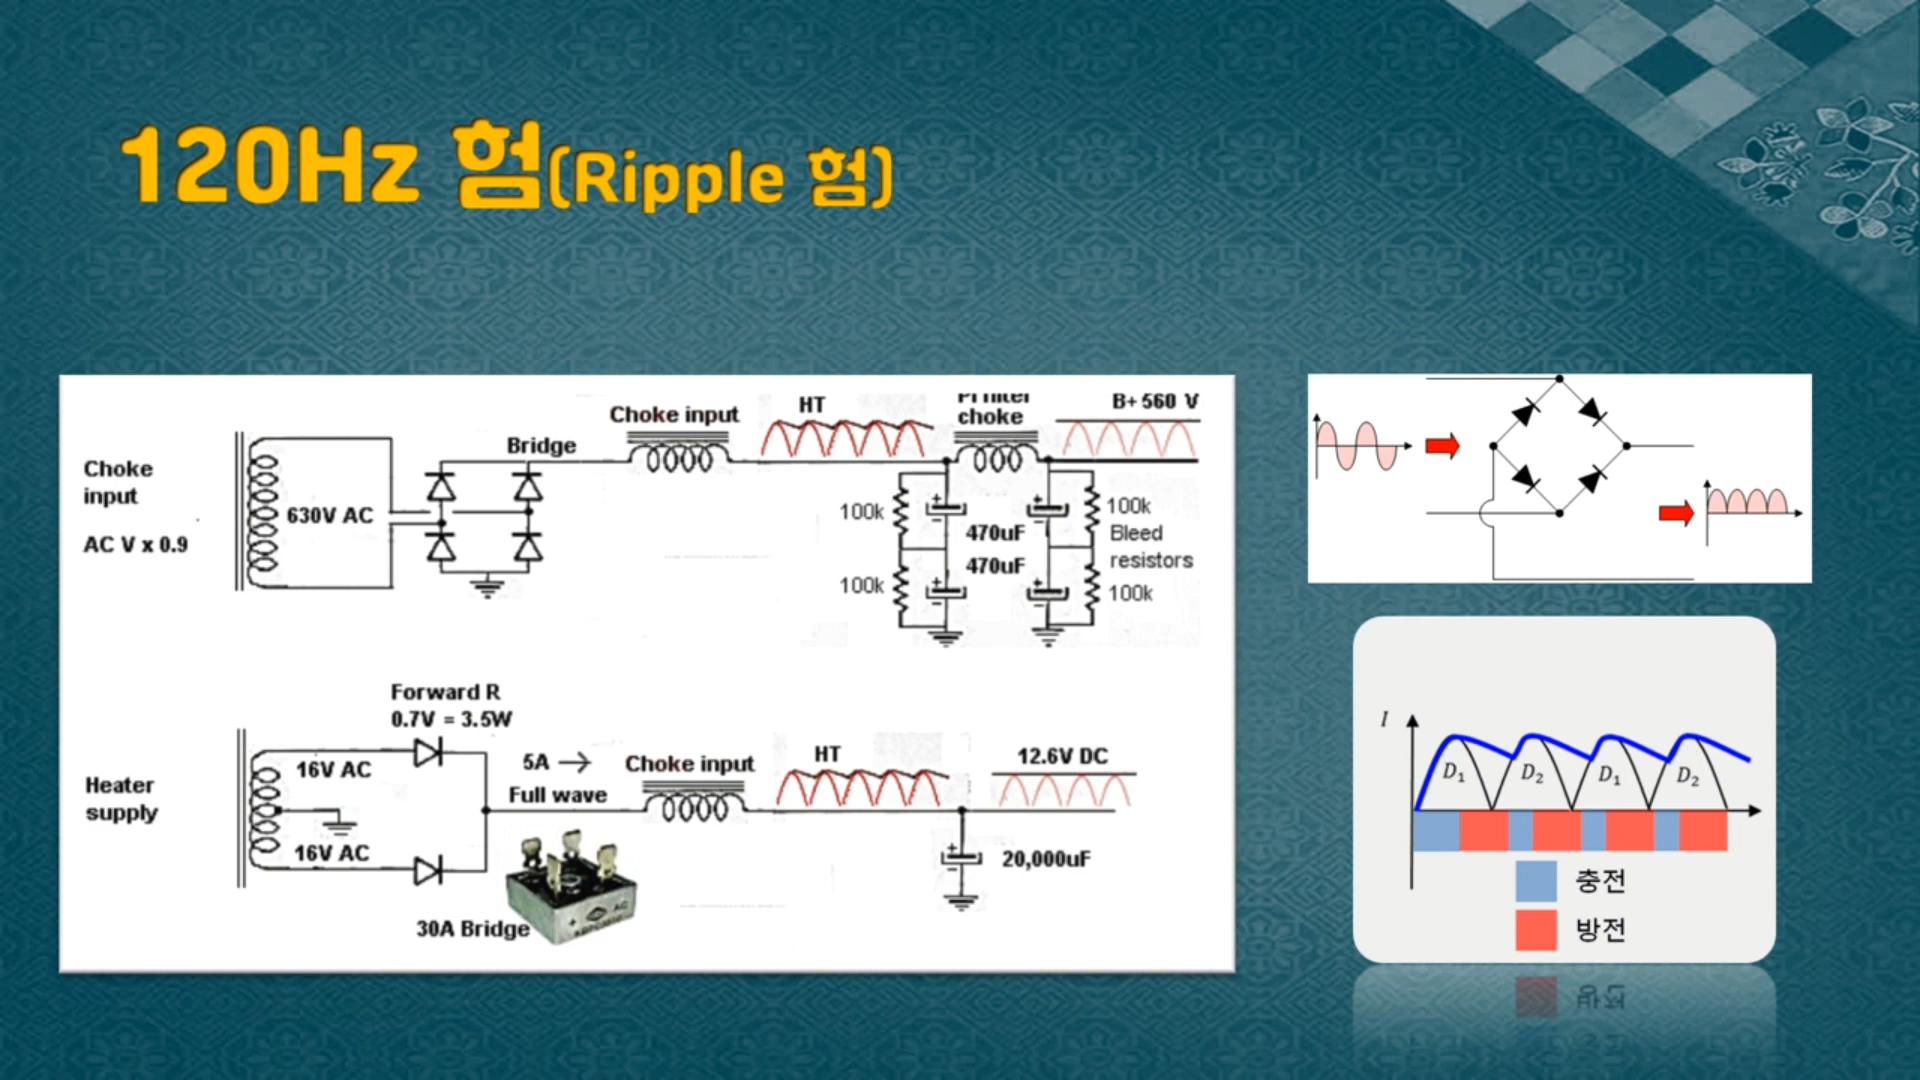 120Hz 험(Ripple 험)
Choke input
HT
choke
B+ 560 V
Bridge
Choke
input
630V AC
AC V x 0.9
100k
100k
470uF
470uF
100k
Bleed
resistors
100k
Forward R
0.7V = 3.5W
Heater
supply
16V AC
16V AC
5A
Full wave
Choke input
HT
12.6V DC
20,000uF
30A Bridge
AC
I
D1 D2 D1 D2
충전
방전